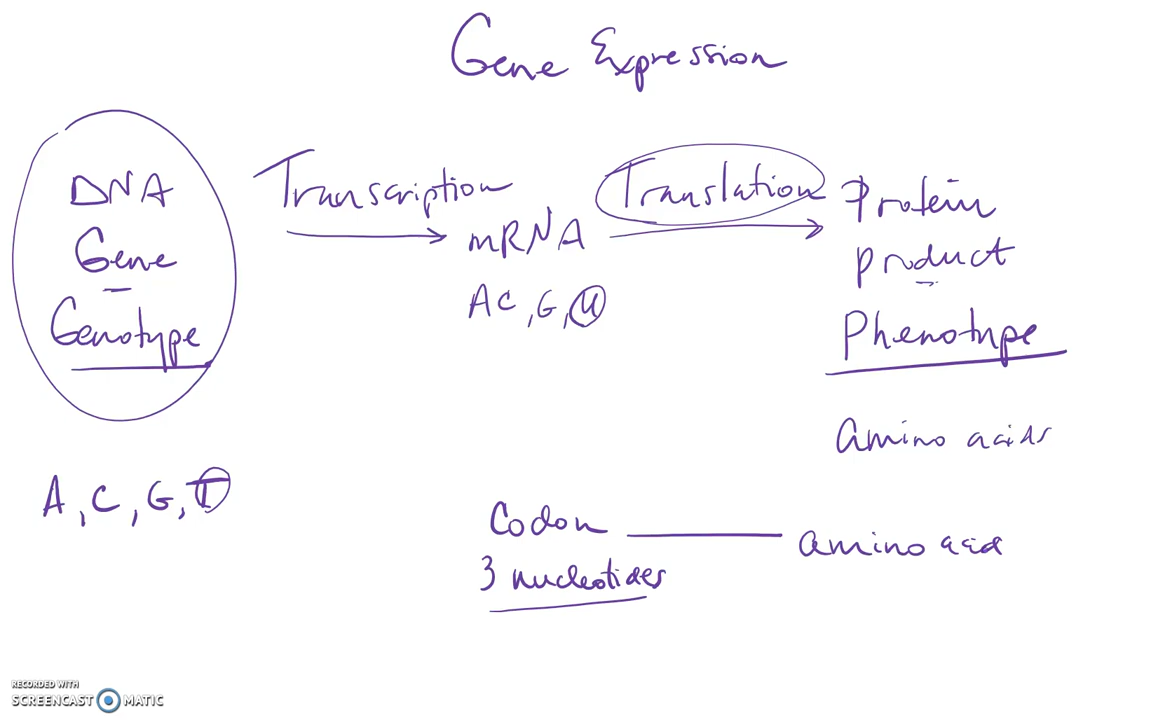 Gene Expression
Transcription
Translation
DNA
Gene
Genotype
mRNA
AC, G, U
Protein
product
Phenotype
amino acids
A, C, G, T
Codon
amino acid
3 nucleotides
RECORDED WITH
SCREENCAST MATIC